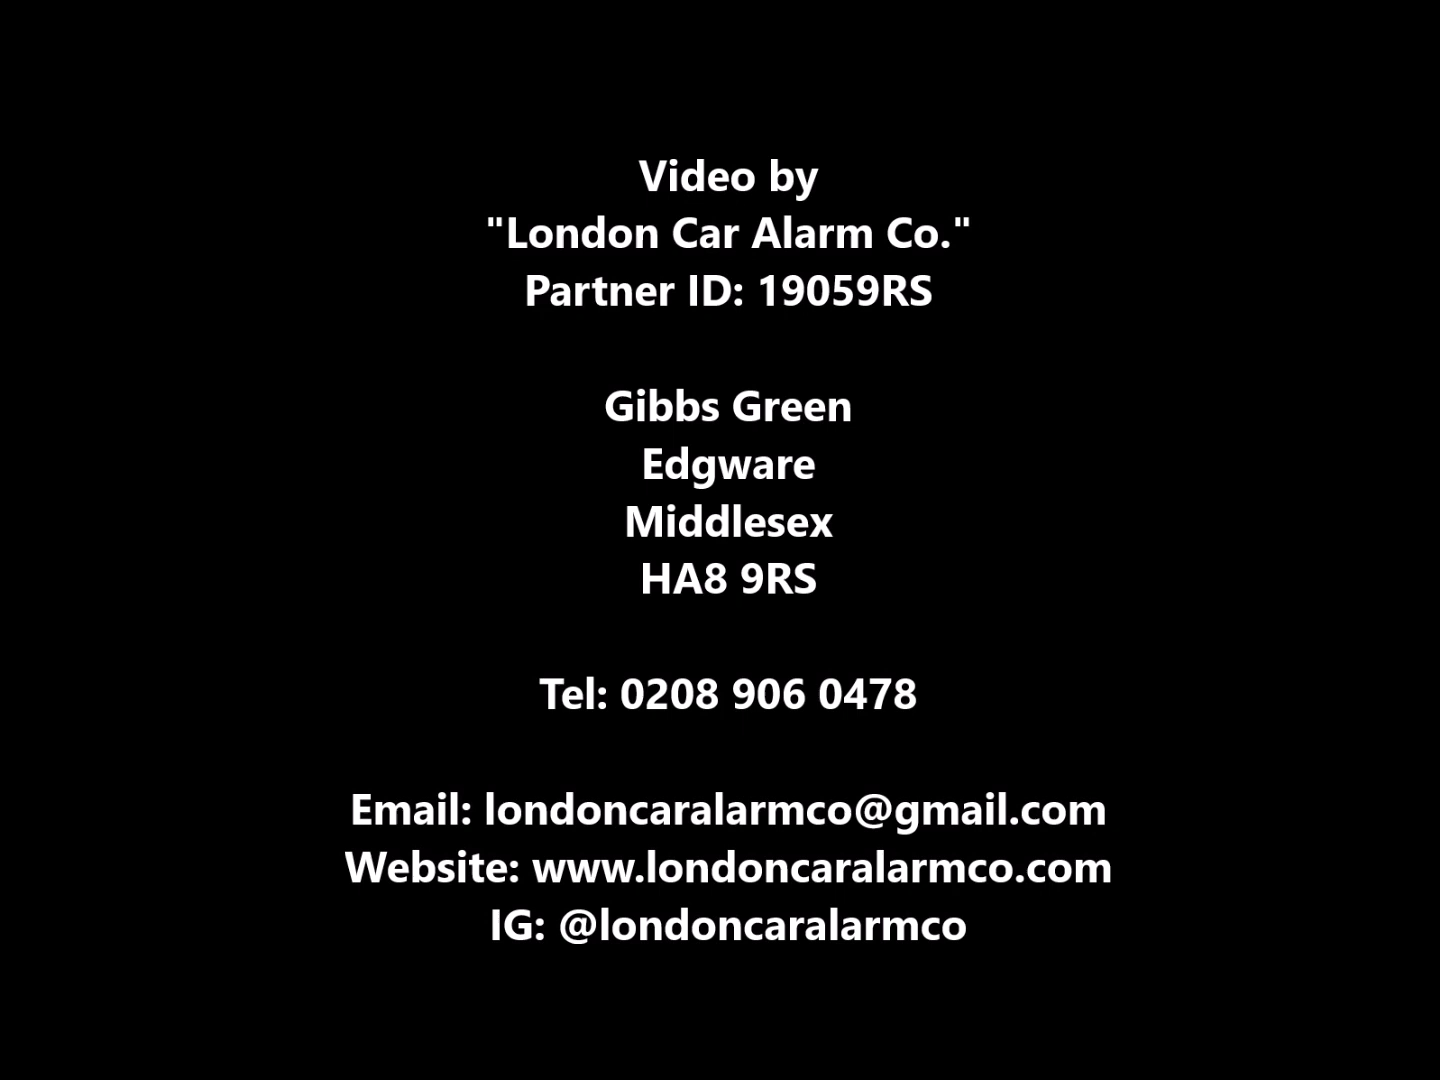 Video by
"London Car Alarm Co."
Partner ID: 19059RS
Gibbs Green
Edgware
Middlesex
HA8 9RS
Tel: 0208 906 0478
Email: londoncaralarmco@gmail.com
Website: www.londoncaralarmco.com
IG: @londoncaralarmco